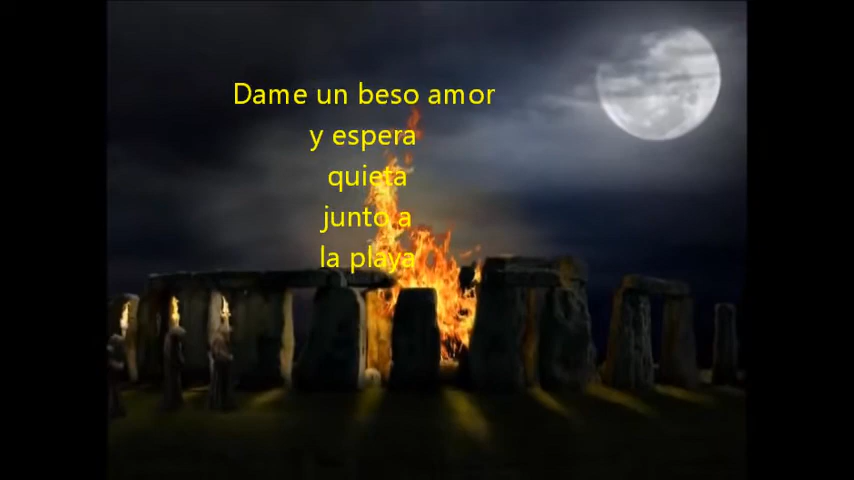 Dame un beso amor
y espera
quieta
junto a
la playa